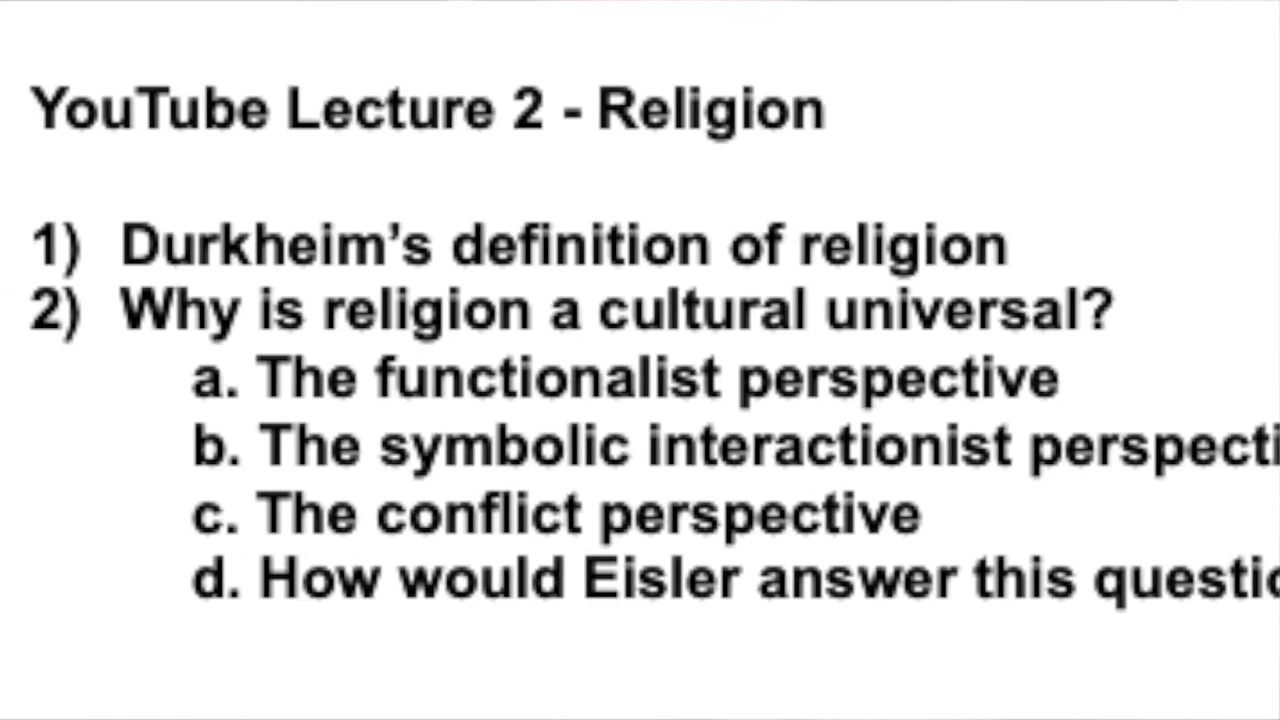 YouTube Lecture 2 - Religion
1) Durkheim's definition of religion
2) Why is religion a cultural universal?
a. The functionalist perspective
b. The symbolic interactionist perspecti
c. The conflict perspective
d. How would Eisler answer this questio